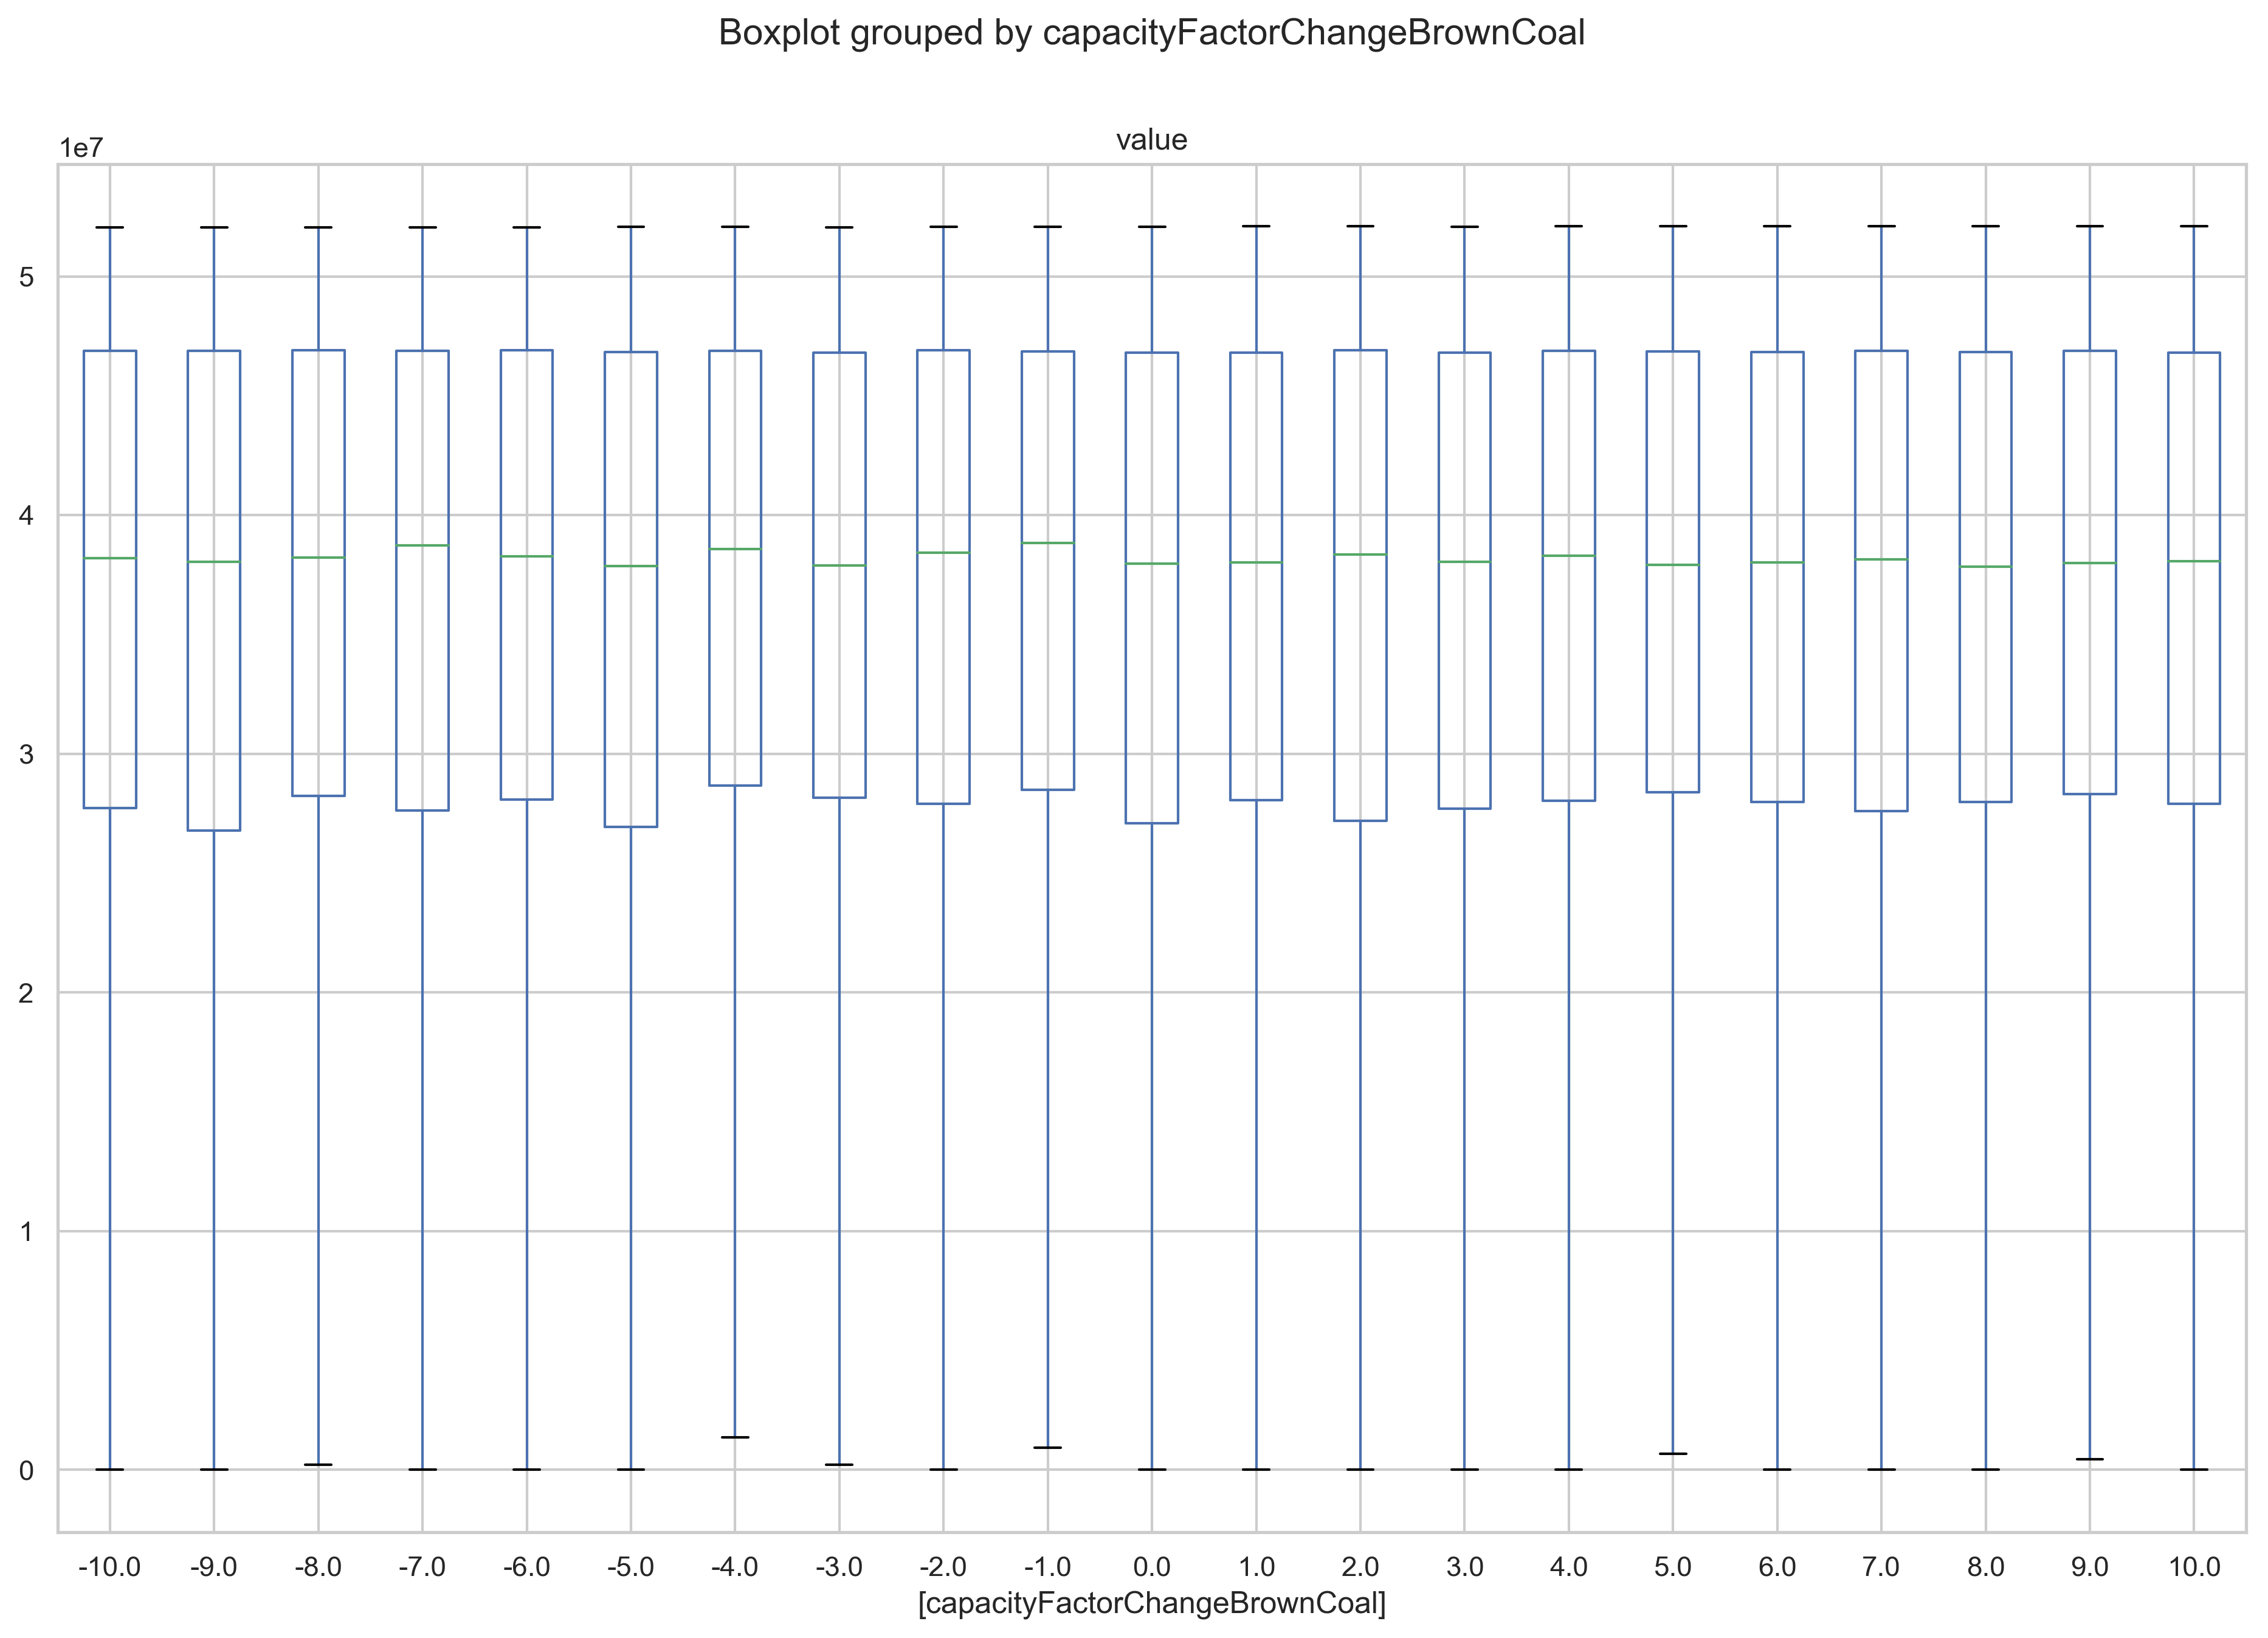 Boxplot grouped by capacityFactorChangeBrownCoal
value
1e7
5
4
3
2
1
0
-10.0 -9.0 -8.0 -7.0 -6.0 -5.0 -4.0 -3.0 -2.0 -1.0 0.0 1.0 2.0 3.0 4.0 5.0 6.0 7.0 8.0 9.0 10.0
[capacityFactorChangeBrownCoal]